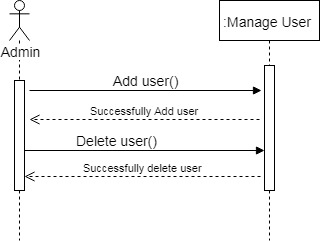 Admin
:Manage User
Add user()
Successfully Add user
Delete user()
Successfully delete user